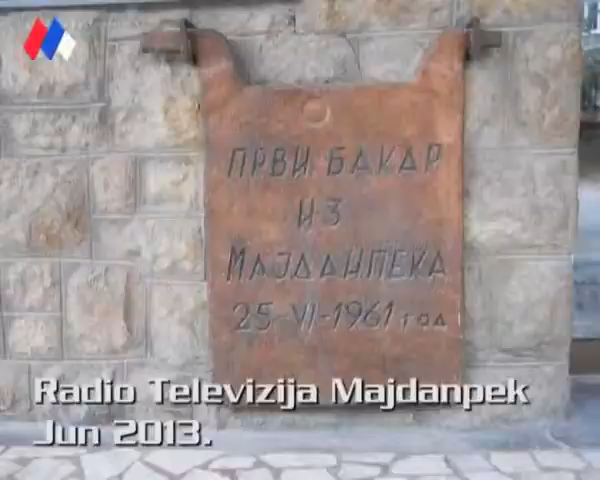 ПРВИ БАКАР
ИЗ
МАЈДАНПЕКА
25-VI-1961 год
Radio Televizija Majdanpek
Jun 2013.